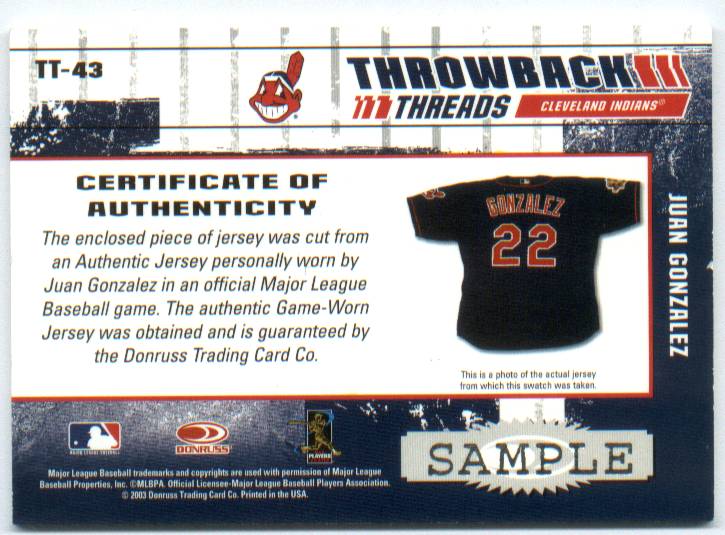 TT-43
THROWBACK
THREADS
CLEVELAND INDIANS®
CERTIFICATE OF
AUTHENTICITY
The enclosed piece of jersey was cut from
an Authentic Jersey personally worn by
Juan Gonzalez in an official Major League
Baseball game. The authentic Game-Worn
Jersey was obtained and is guaranteed by
the Donruss Trading Card Co.
GONZALEZ
22
This is a photo of the actual jersey
from which this swatch was taken.
JUAN GONZALEZ
MAJOR LEAGUE BASEBALL
DONRUSS
PLAYERS
SAMPLE
Major League Baseball trademarks and copyrights are used with permission of Major League
Baseball Properties, Inc. ©MLBPA. Official Licensee-Major League Baseball Players Association.
© 2003 Donruss Trading Card Co. Printed in the USA.